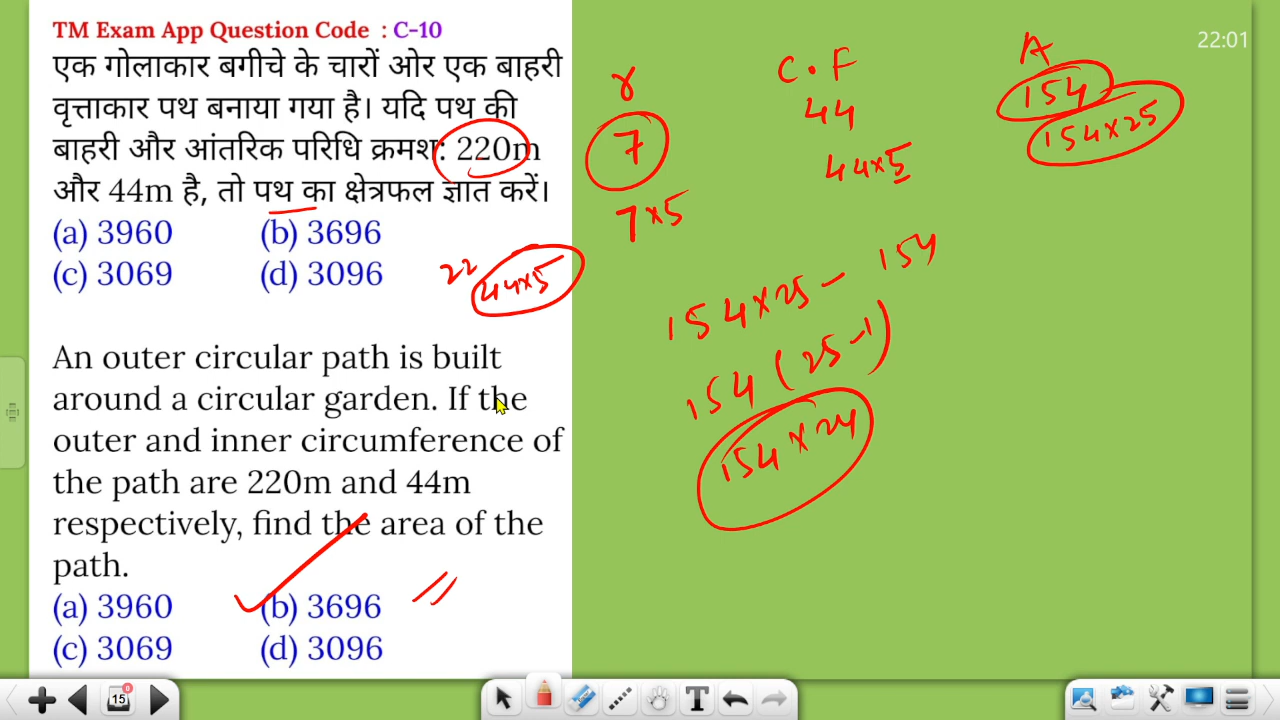 TM Exam App Question Code : C-10
एक गोलाकार बगीचे के चारों ओर एक बाहरी
वृत्ताकार पथ बनाया गया है। यदि पथ की
बाहरी और आंतरिक परिधि क्रमश: 220m
और 44m है, तो पथ का क्षेत्रफल ज्ञात करें।
(a) 3960 (b) 3696
(c) 3069 (d) 3096
22 44×5
An outer circular path is built
around a circular garden. If the
outer and inner circumference of
the path are 220m and 44m
respectively, find the area of the
path.
(a) 3960 (b) 3696
(c) 3069 (d) 3096
r C.F A
7 44 154
7×5 44×5 154×25
154×25 - 154
154 (25-1)
154×24
22:01
15
8
T